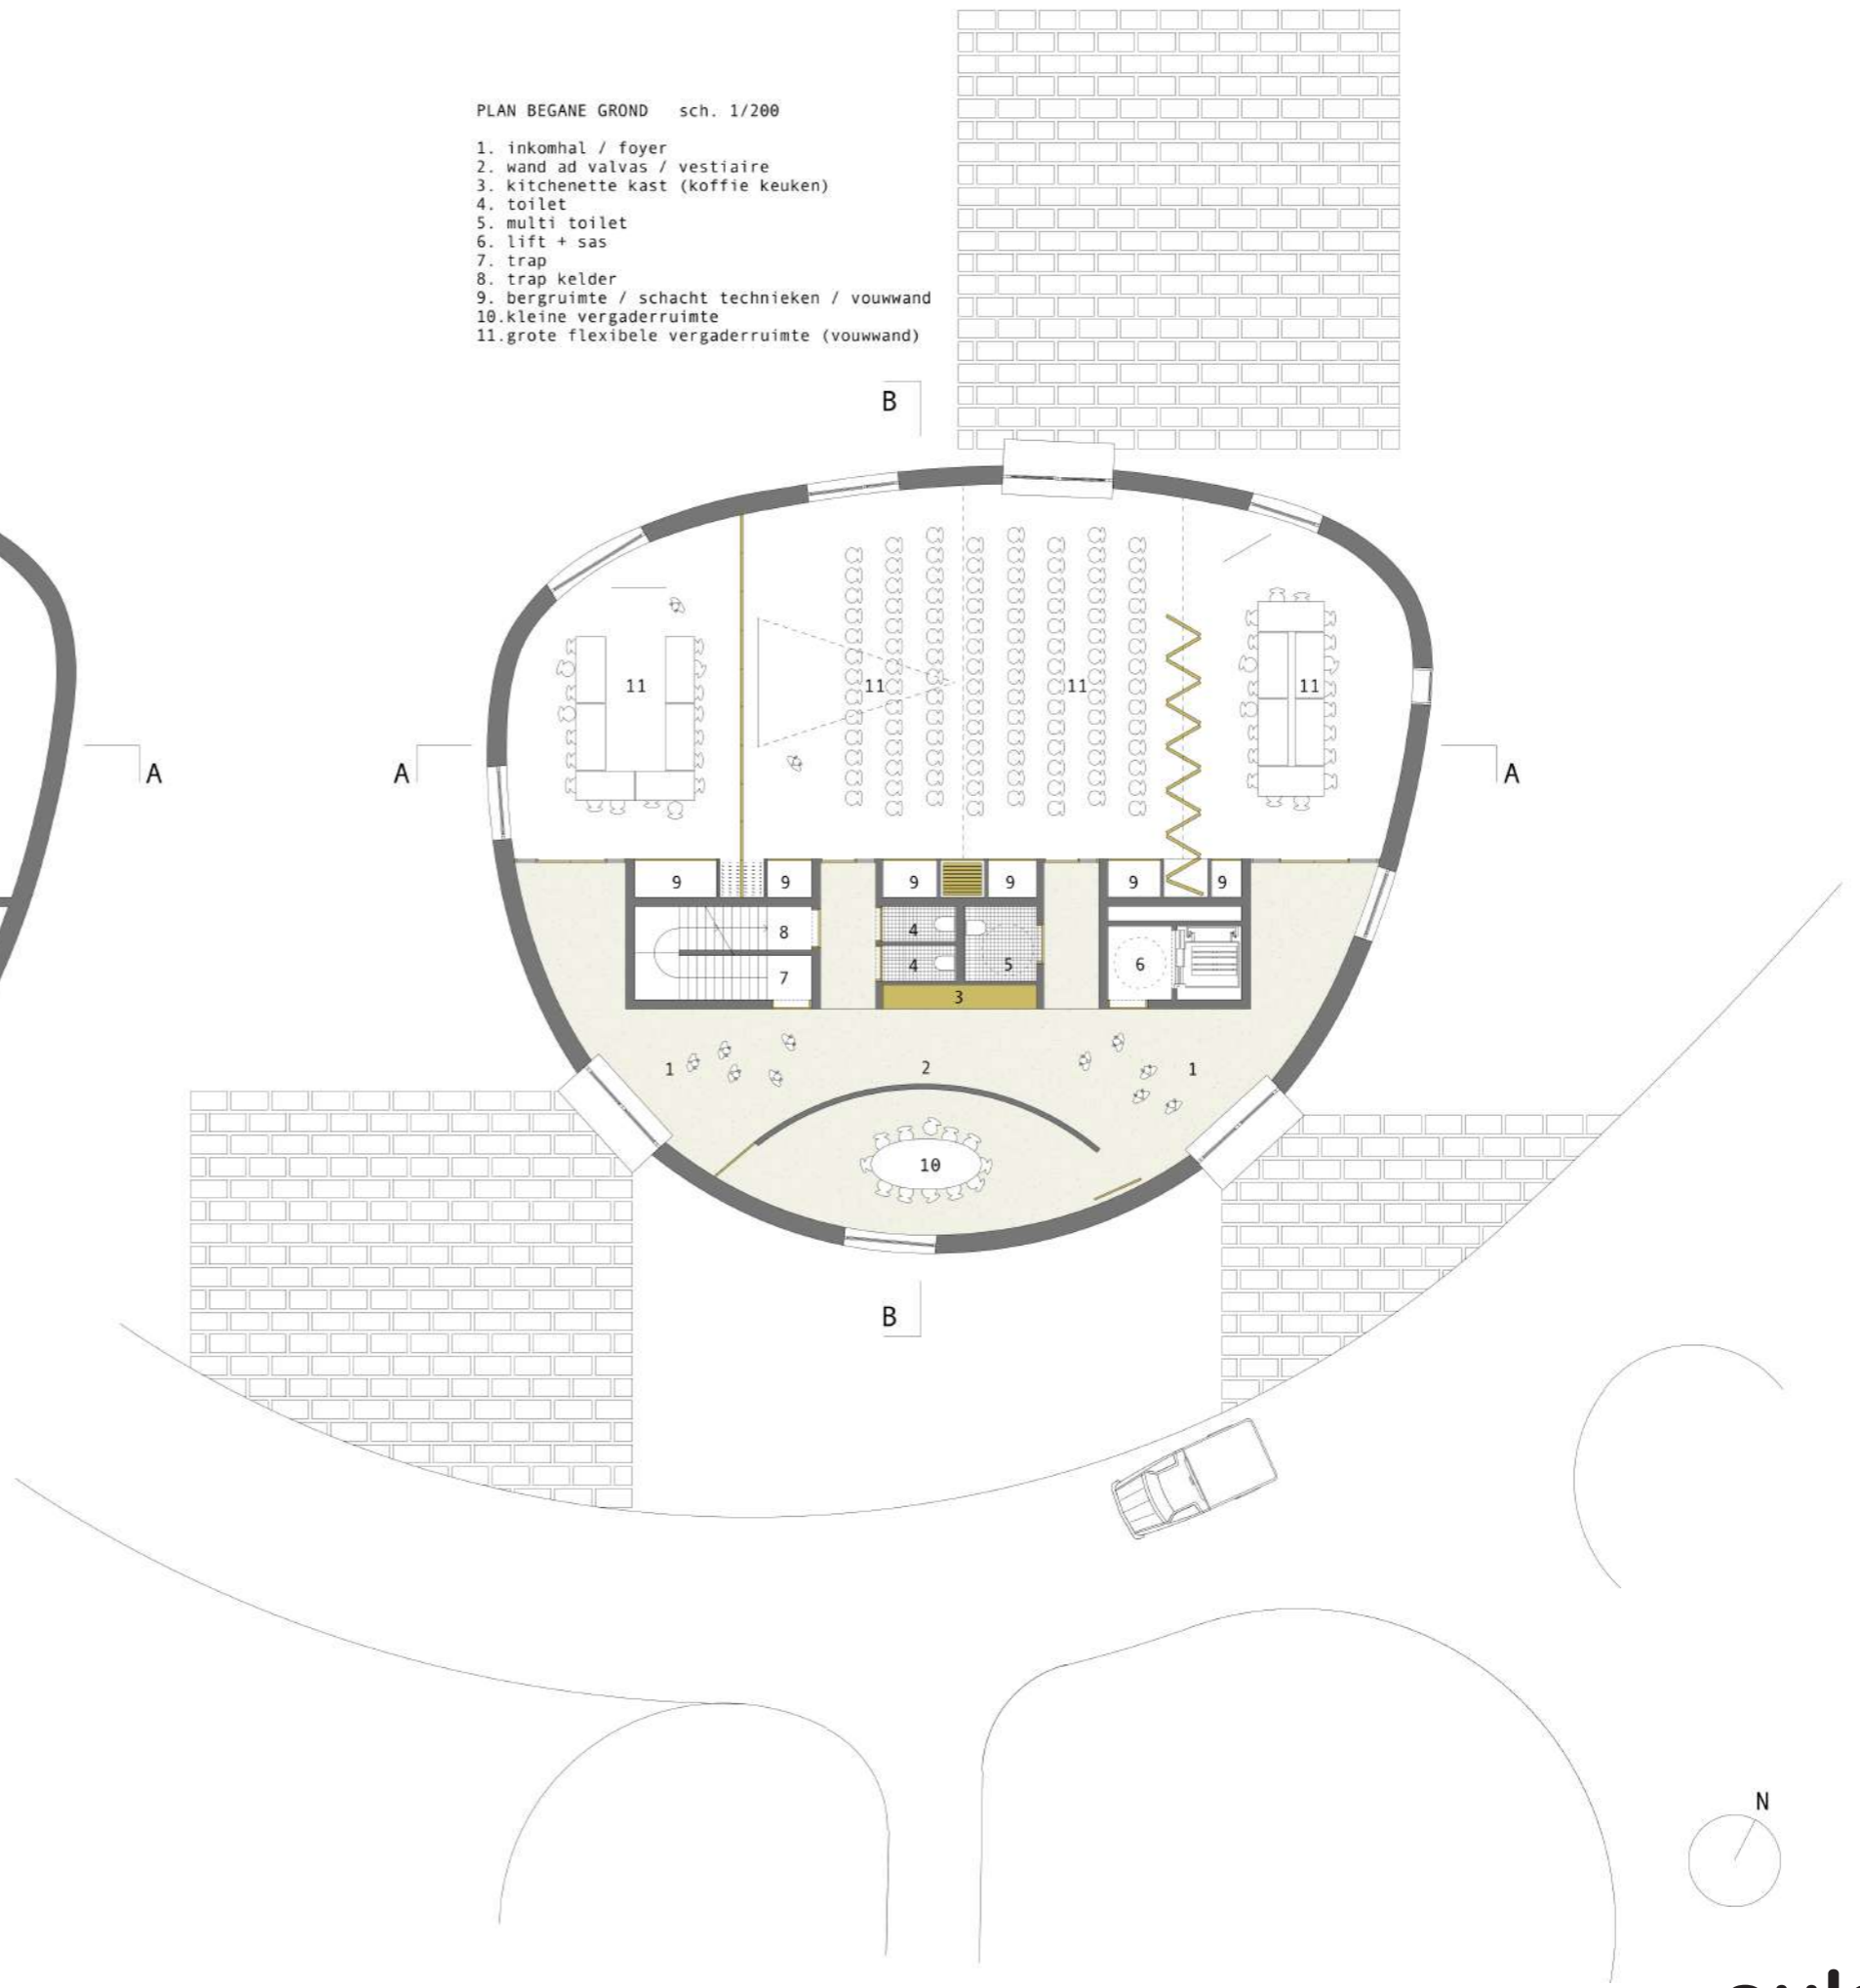 PLAN BEGANE GROND sch. 1/200
1. inkomhal / foyer
2. wand ad valvas / vestiaire
3. kitchenette kast (koffie keuken)
4. toilet
5. multi toilet
6. lift + sas
7. trap
8. trap kelder
9. bergruimte / schacht technieken / vouwwand
10.kleine vergaderruimte
11.grote flexibele vergaderruimte (vouwwand)
B
11 11 11 11
A A A
9 9 9 9 9 9
8 4
4 5 6
7
3
1 2 1
10
B
N